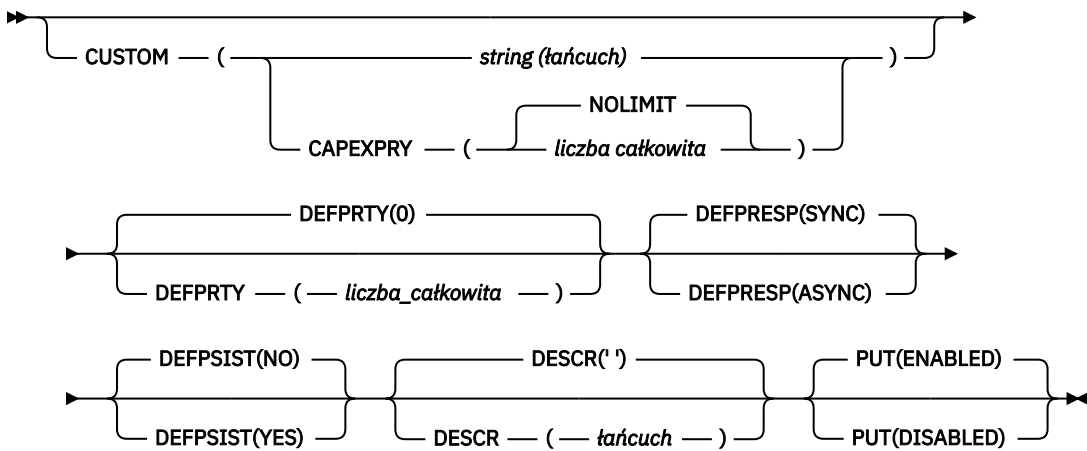 CUSTOM ( string (łańcuch) )
NOLIMIT
CAPEXPRY ( liczba całkowita )
DEFPRTY(0) DEFPRESP(SYNC)
DEFPRTY ( liczba_całkowita ) DEFPRESP(ASYNC)
DEFPSIST(NO) DESCR(' ') PUT(ENABLED)
DEFPSIST(YES) DESCR ( łańcuch ) PUT(DISABLED)